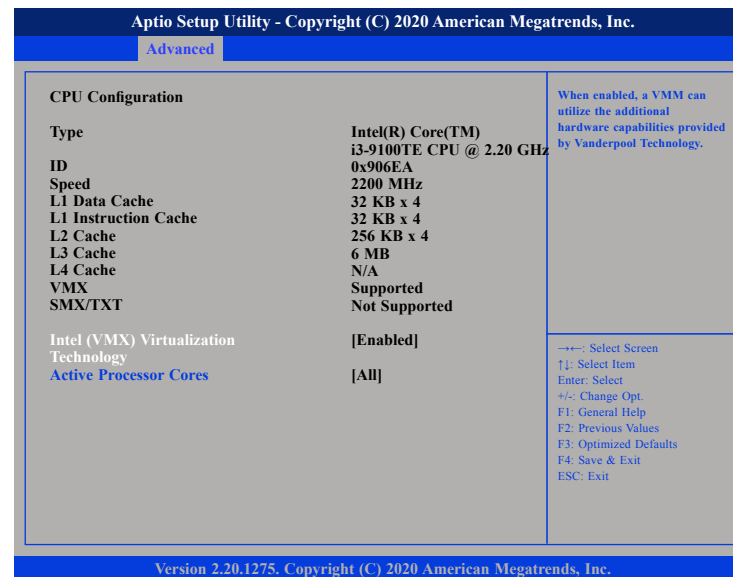 Aptio Setup Utility - Copyright (C) 2020 American Megatrends, Inc.
Advanced
CPU Configuration
Type Intel(R) Core(TM)
i3-9100TE CPU @ 2.20 GHz
ID 0x906EA
Speed 2200 MHz
L1 Data Cache 32 KB x 4
L1 Instruction Cache 32 KB x 4
L2 Cache 256 KB x 4
L3 Cache 6 MB
L4 Cache N/A
VMX Supported
SMX/TXT Not Supported
Intel (VMX) Virtualization [Enabled]
Technology
Active Processor Cores [All]
When enabled, a VMM can
utilize the additional
hardware capabilities provided
by Vanderpool Technology.
→←: Select Screen
↑↓: Select Item
Enter: Select
+/-: Change Opt.
F1: General Help
F2: Previous Values
F3: Optimized Defaults
F4: Save & Exit
ESC: Exit
Version 2.20.1275. Copyright (C) 2020 American Megatrends, Inc.